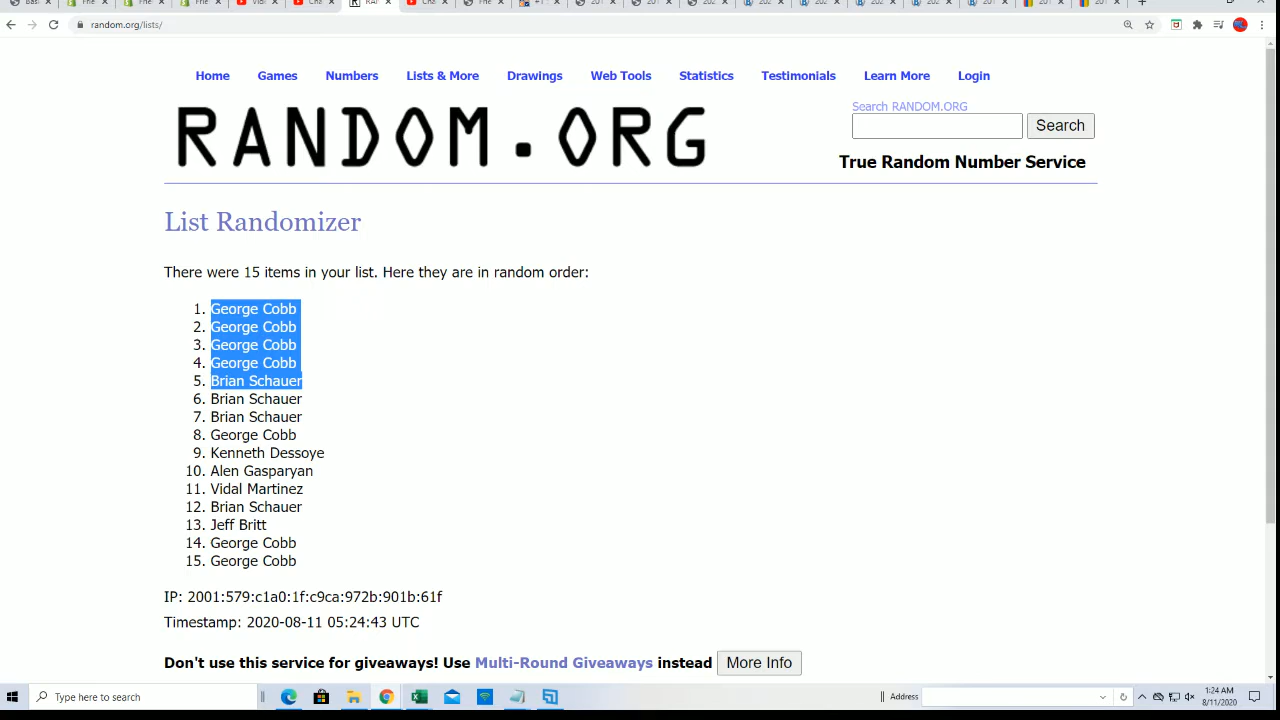 random.org/lists/
Home Games Numbers Lists & More Drawings Web Tools Statistics Testimonials Learn More Login
RANDOM.ORG
Search RANDOM.ORG
Search
True Random Number Service
List Randomizer
There were 15 items in your list. Here they are in random order:
1. George Cobb
2. George Cobb
3. George Cobb
4. George Cobb
5. Brian Schauer
6. Brian Schauer
7. Brian Schauer
8. George Cobb
9. Kenneth Dessoye
10. Alen Gasparyan
11. Vidal Martinez
12. Brian Schauer
13. Jeff Britt
14. George Cobb
15. George Cobb
IP: 2001:579:c1a0:1f:c9ca:972b:901b:61f
Timestamp: 2020-08-11 05:24:43 UTC
Don't use this service for giveaways! Use Multi-Round Giveaways instead More Info
Type here to search
Address
1:24 AM
8/11/2020